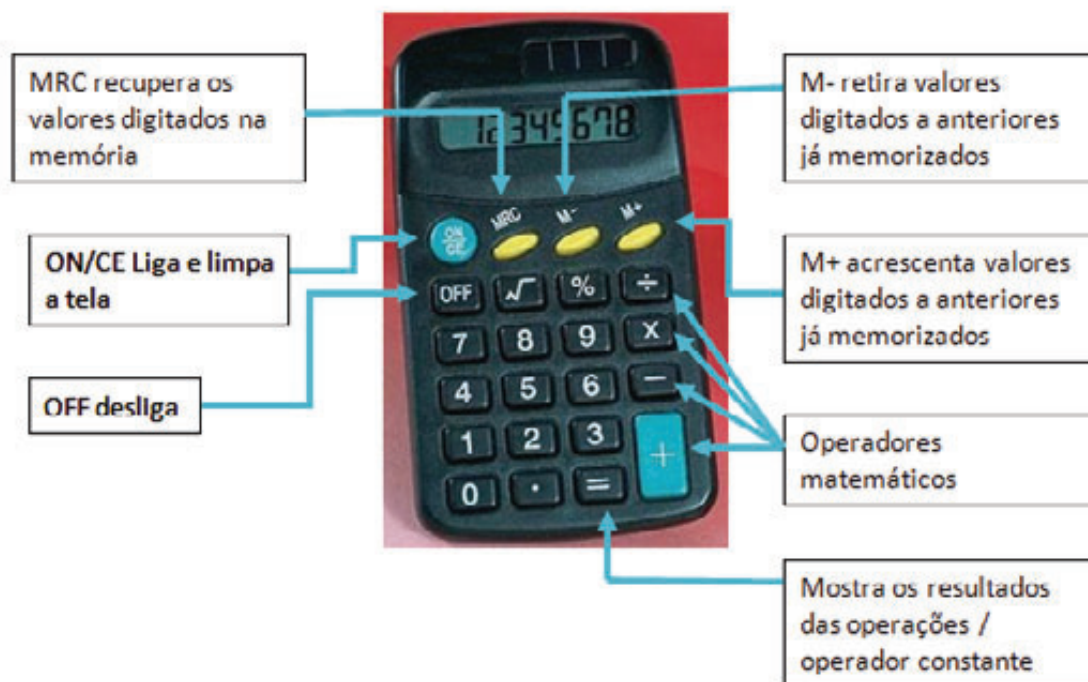 MRC recupera os
valores digitados na
memória
ON/CE Liga e limpa
a tela
OFF desliga
M- retira valores
digitados a anteriores
já memorizados
M+ acrescenta valores
digitados a anteriores
já memorizados
Operadores
matemáticos
Mostra os resultados
das operações /
operador constante
12345678
MRC M- M+
ON
CE
OFF √ % ÷
7 8 9 X
4 5 6 −
1 2 3 +
0 . =